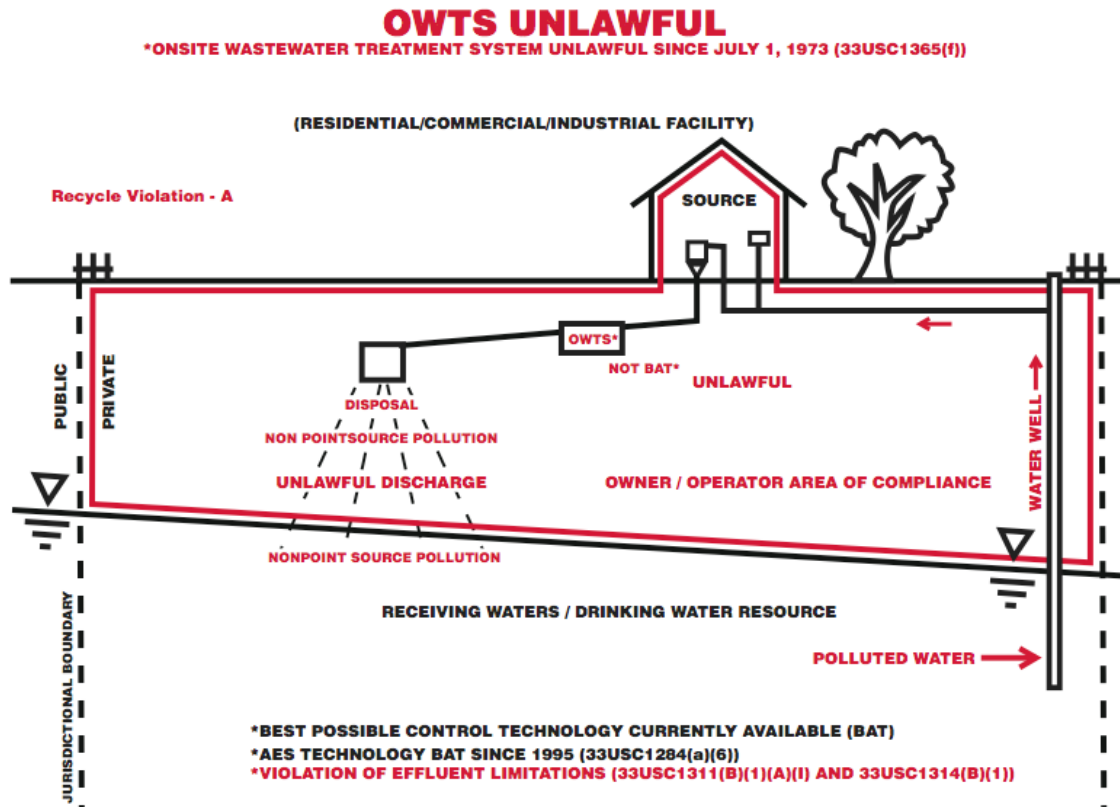 OWTS UNLAWFUL
*ONSITE WASTEWATER TREATMENT SYSTEM UNLAWFUL SINCE JULY 1, 1973 (33USC1365(f))
(RESIDENTIAL/COMMERCIAL/INDUSTRIAL FACILITY)
Recycle Violation - A
SOURCE
OWTS*
NOT BAT*
UNLAWFUL
PUBLIC
PRIVATE
DISPOSAL
NON POINTSOURCE POLLUTION
UNLAWFUL DISCHARGE
OWNER / OPERATOR AREA OF COMPLIANCE
WATER WELL
NONPOINT SOURCE POLLUTION
RECEIVING WATERS / DRINKING WATER RESOURCE
POLLUTED WATER
JURISDICTIONAL BOUNDARY
*BEST POSSIBLE CONTROL TECHNOLOGY CURRENTLY AVAILABLE (BAT)
*AES TECHNOLOGY BAT SINCE 1995 (33USC1284(a)(6))
*VIOLATION OF EFFLUENT LIMITATIONS (33USC1311(B)(1)(A)(I) AND 33USC1314(B)(1))